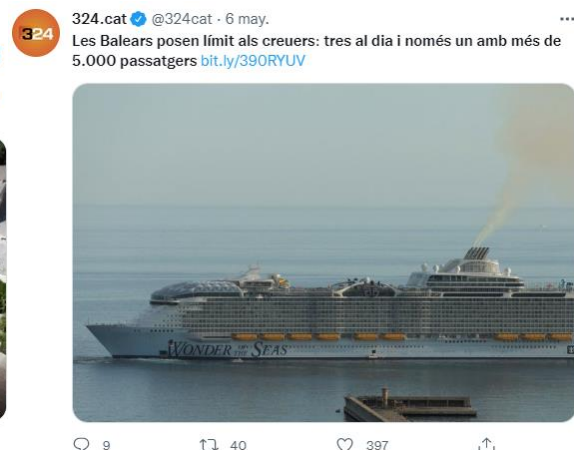 324
324.cat @324cat · 6 may.
Les Balears posen límit als creuers: tres al dia i només un amb més de
5.000 passatgers bit.ly/390RYUV
WONDER OF THE SEAS
9 40 397